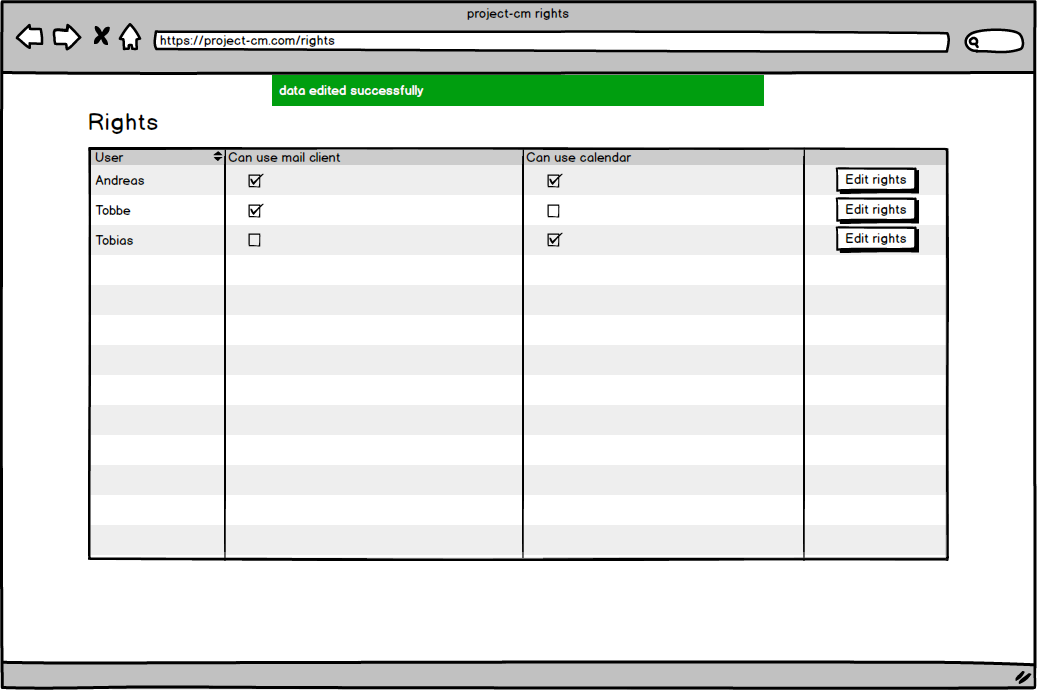 project-cm rights
https://project-cm.com/rights
data edited successfully
Rights
User Can use mail client Can use calendar
Andreas Edit rights
Tobbe Edit rights
Tobias Edit rights